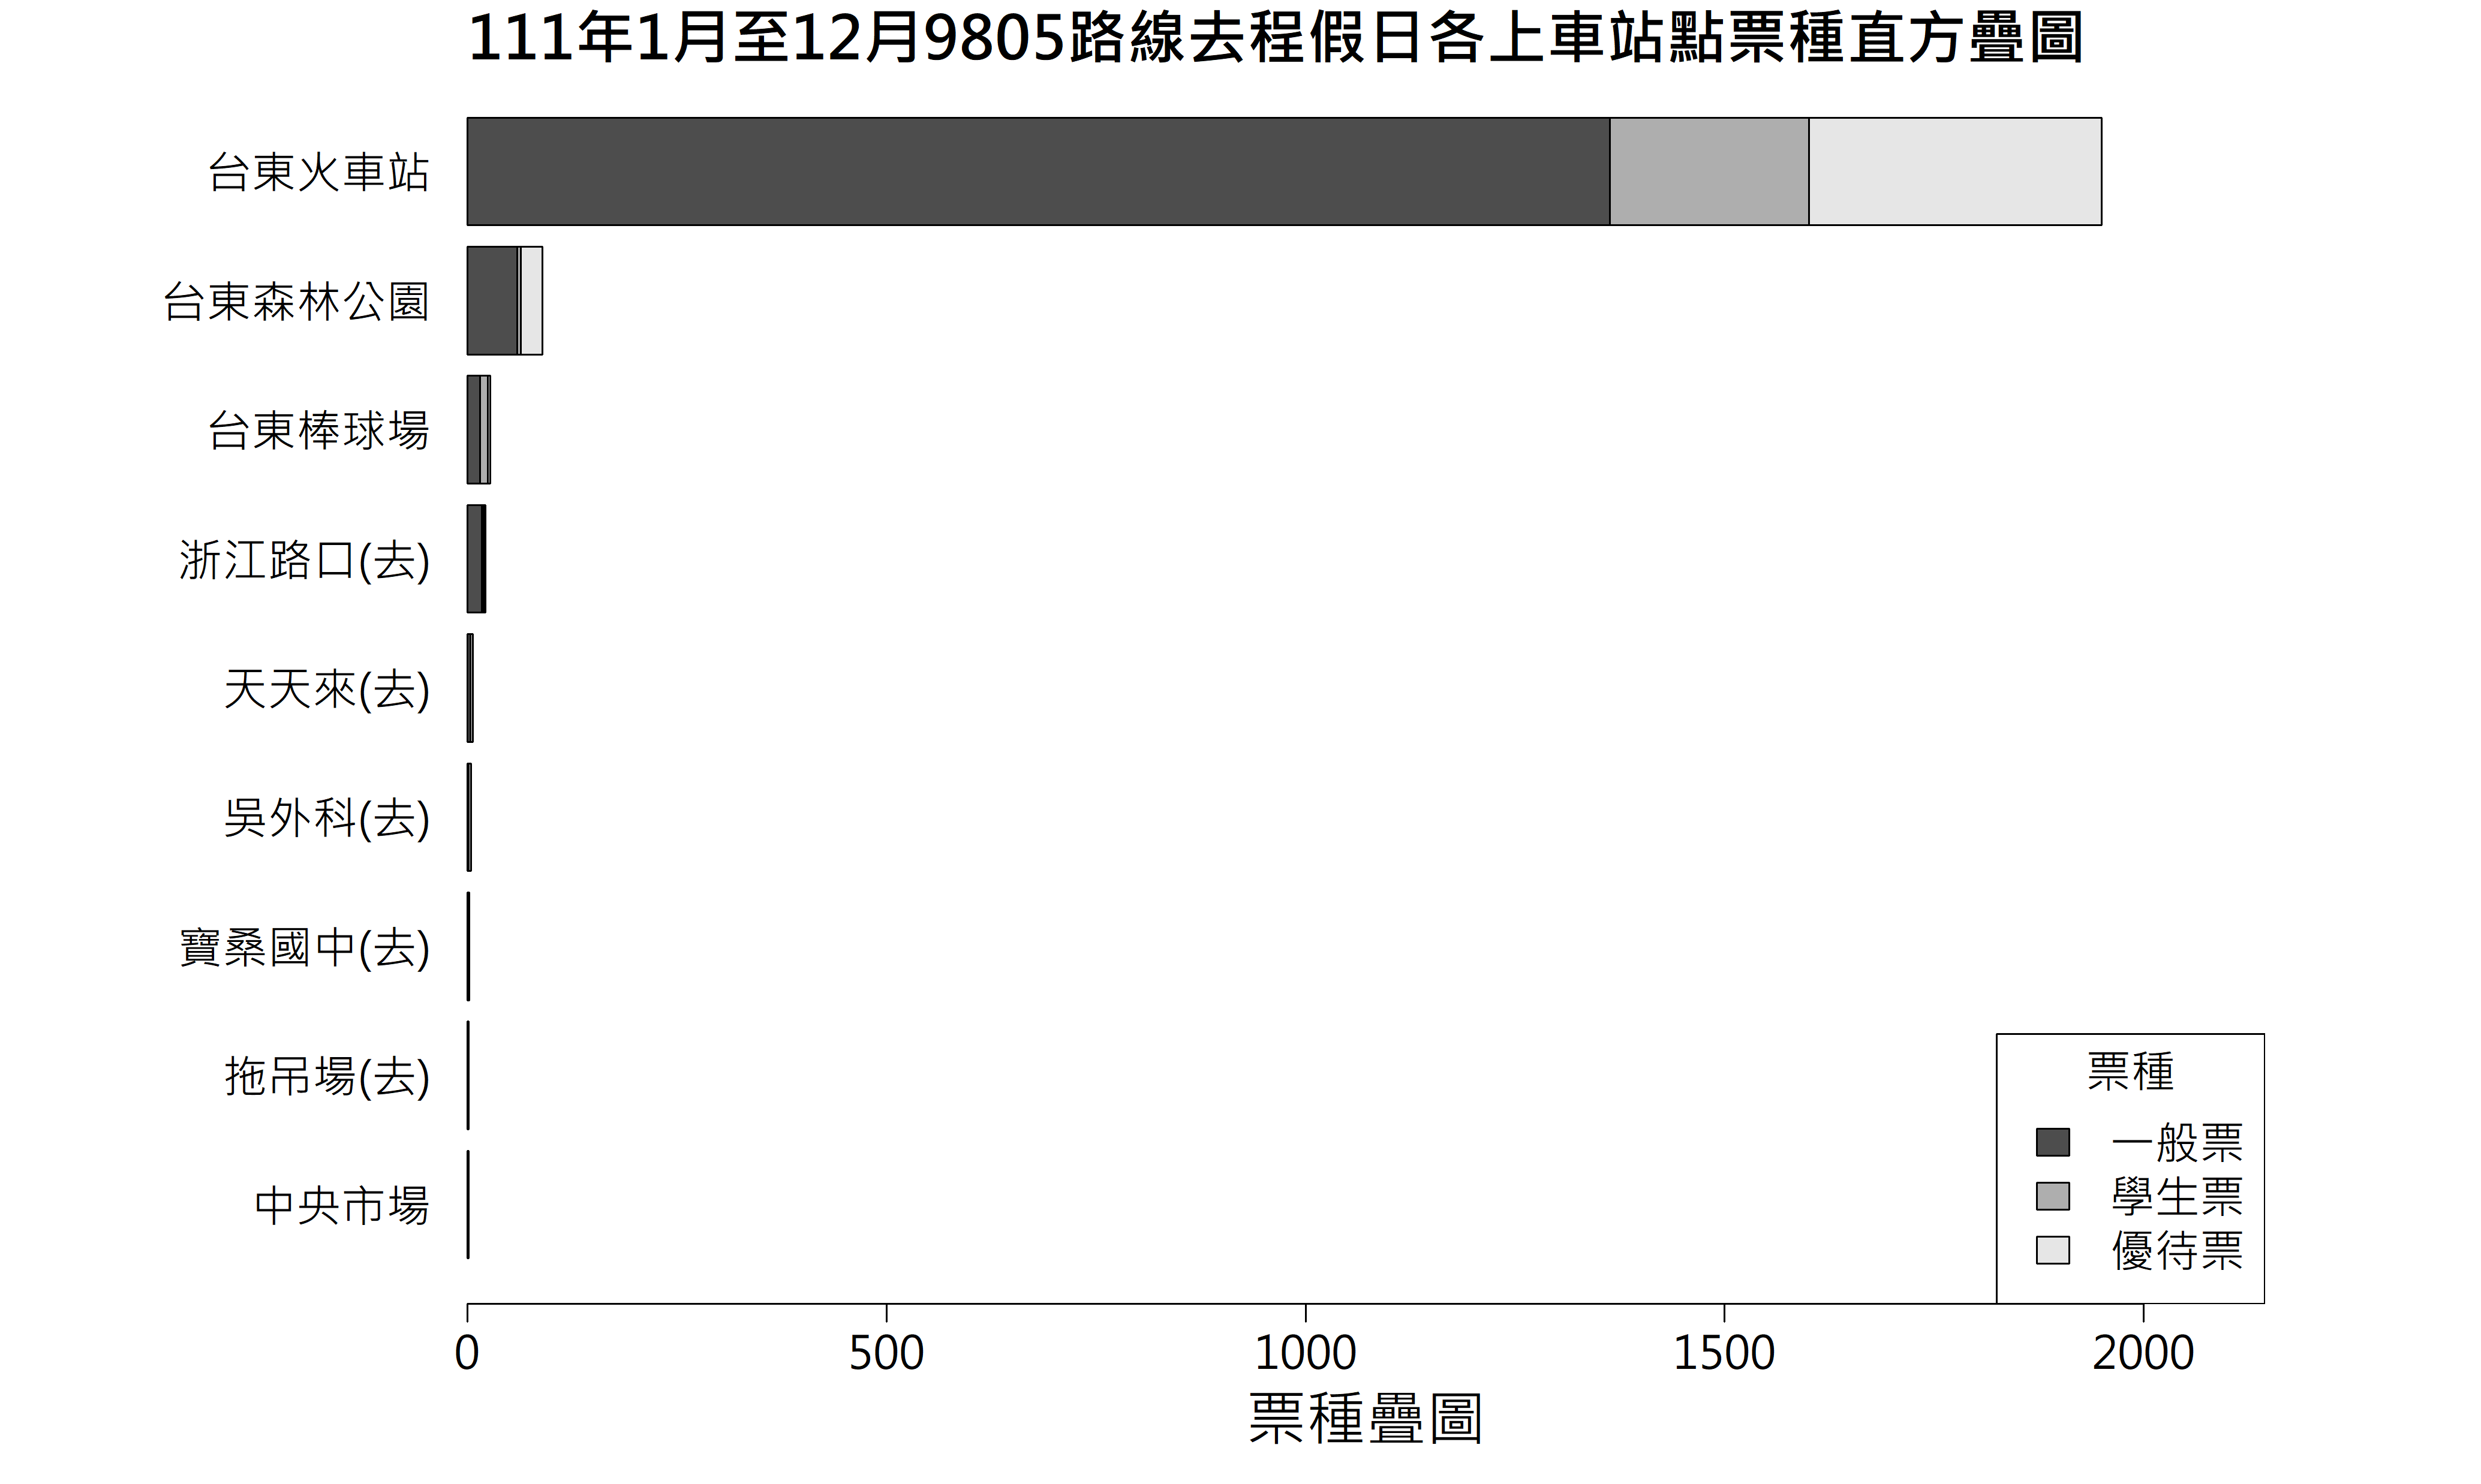 111年1月至12月9805路線去程假日各上車站點票種直方疊圖
台東火車站
台東森林公園
台東棒球場
浙江路口(去)
天天來(去)
吳外科(去)
寶桑國中(去)
拖吊場(去)
中央市場
票種
一般票
學生票
優待票
0 500 1000 1500 2000
票種疊圖